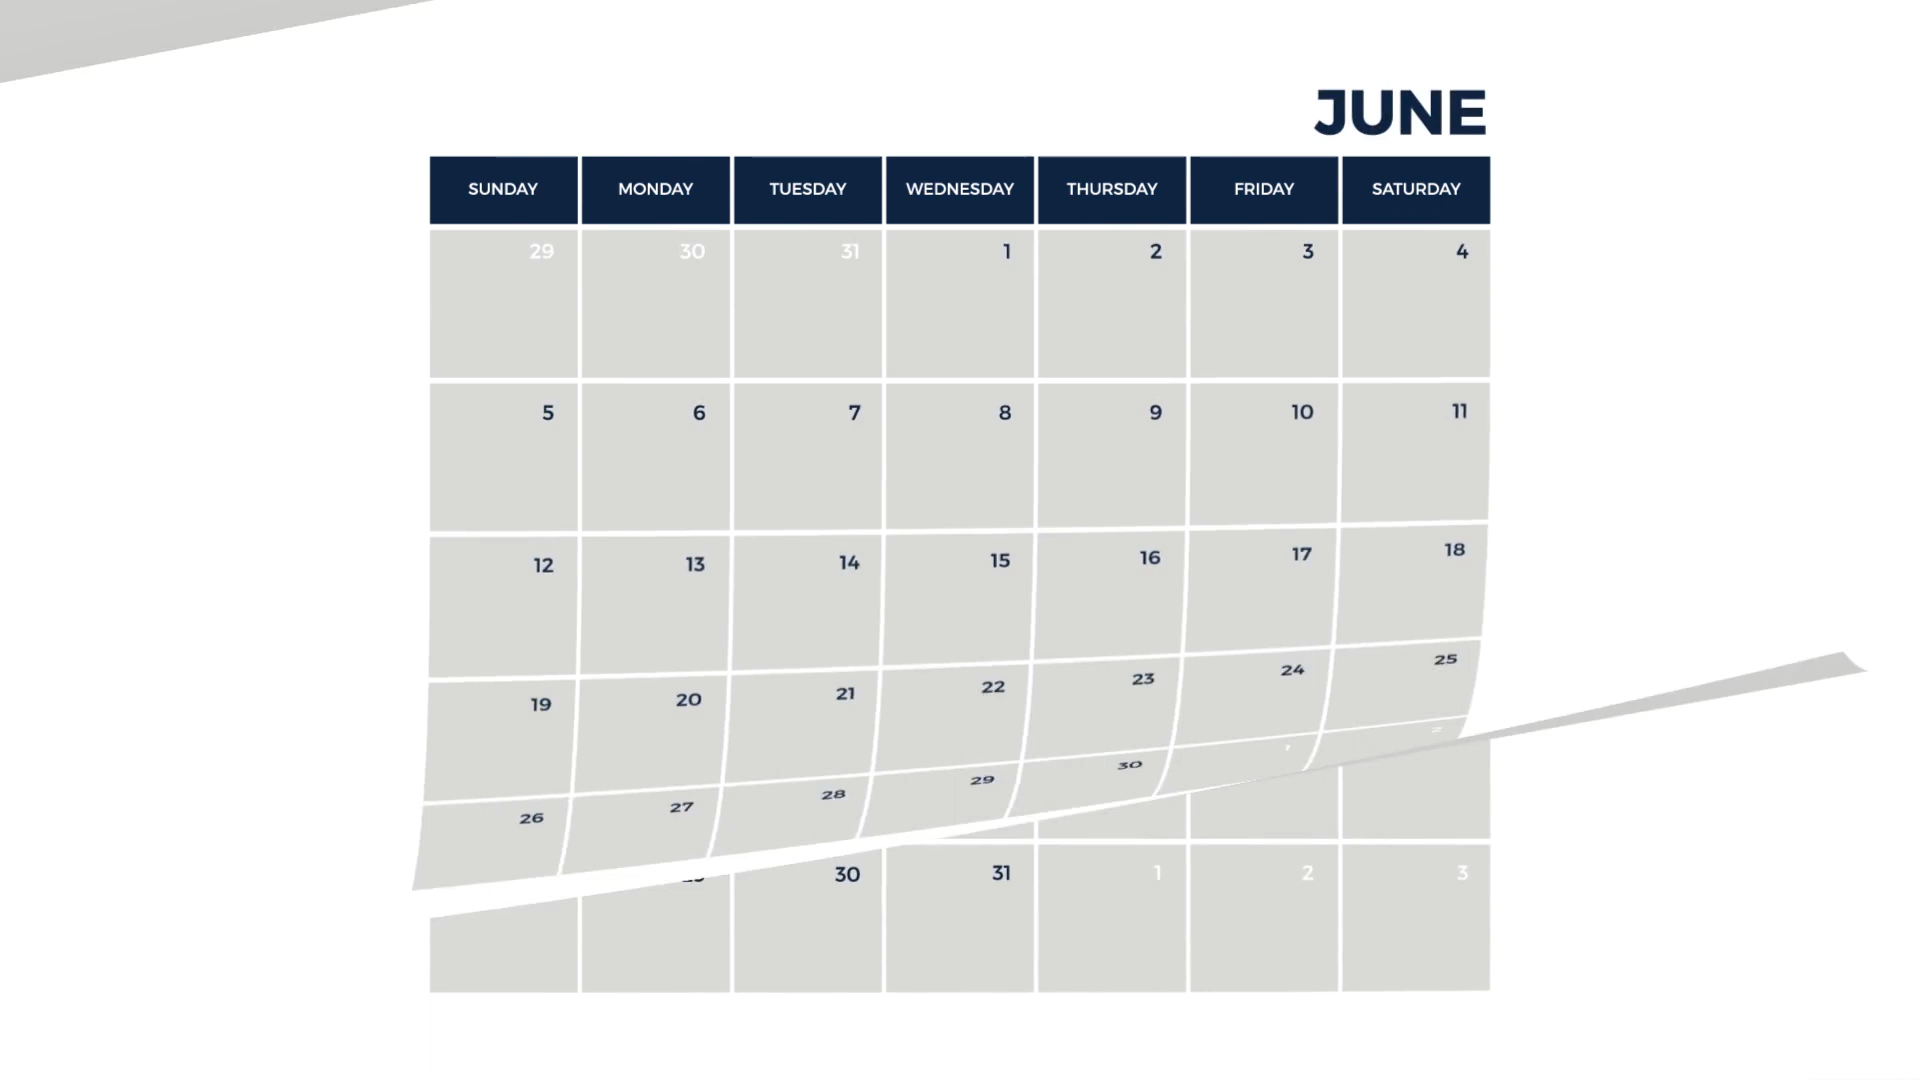 JUNE
SUNDAY MONDAY TUESDAY WEDNESDAY THURSDAY FRIDAY SATURDAY
29 30 31 1 2 3 4
5 6 7 8 9 10 11
12 13 14 15 16 17 18
19 20 21 22 23 24 25
26 27 28 29 30 1 2
30 31 1 2 3